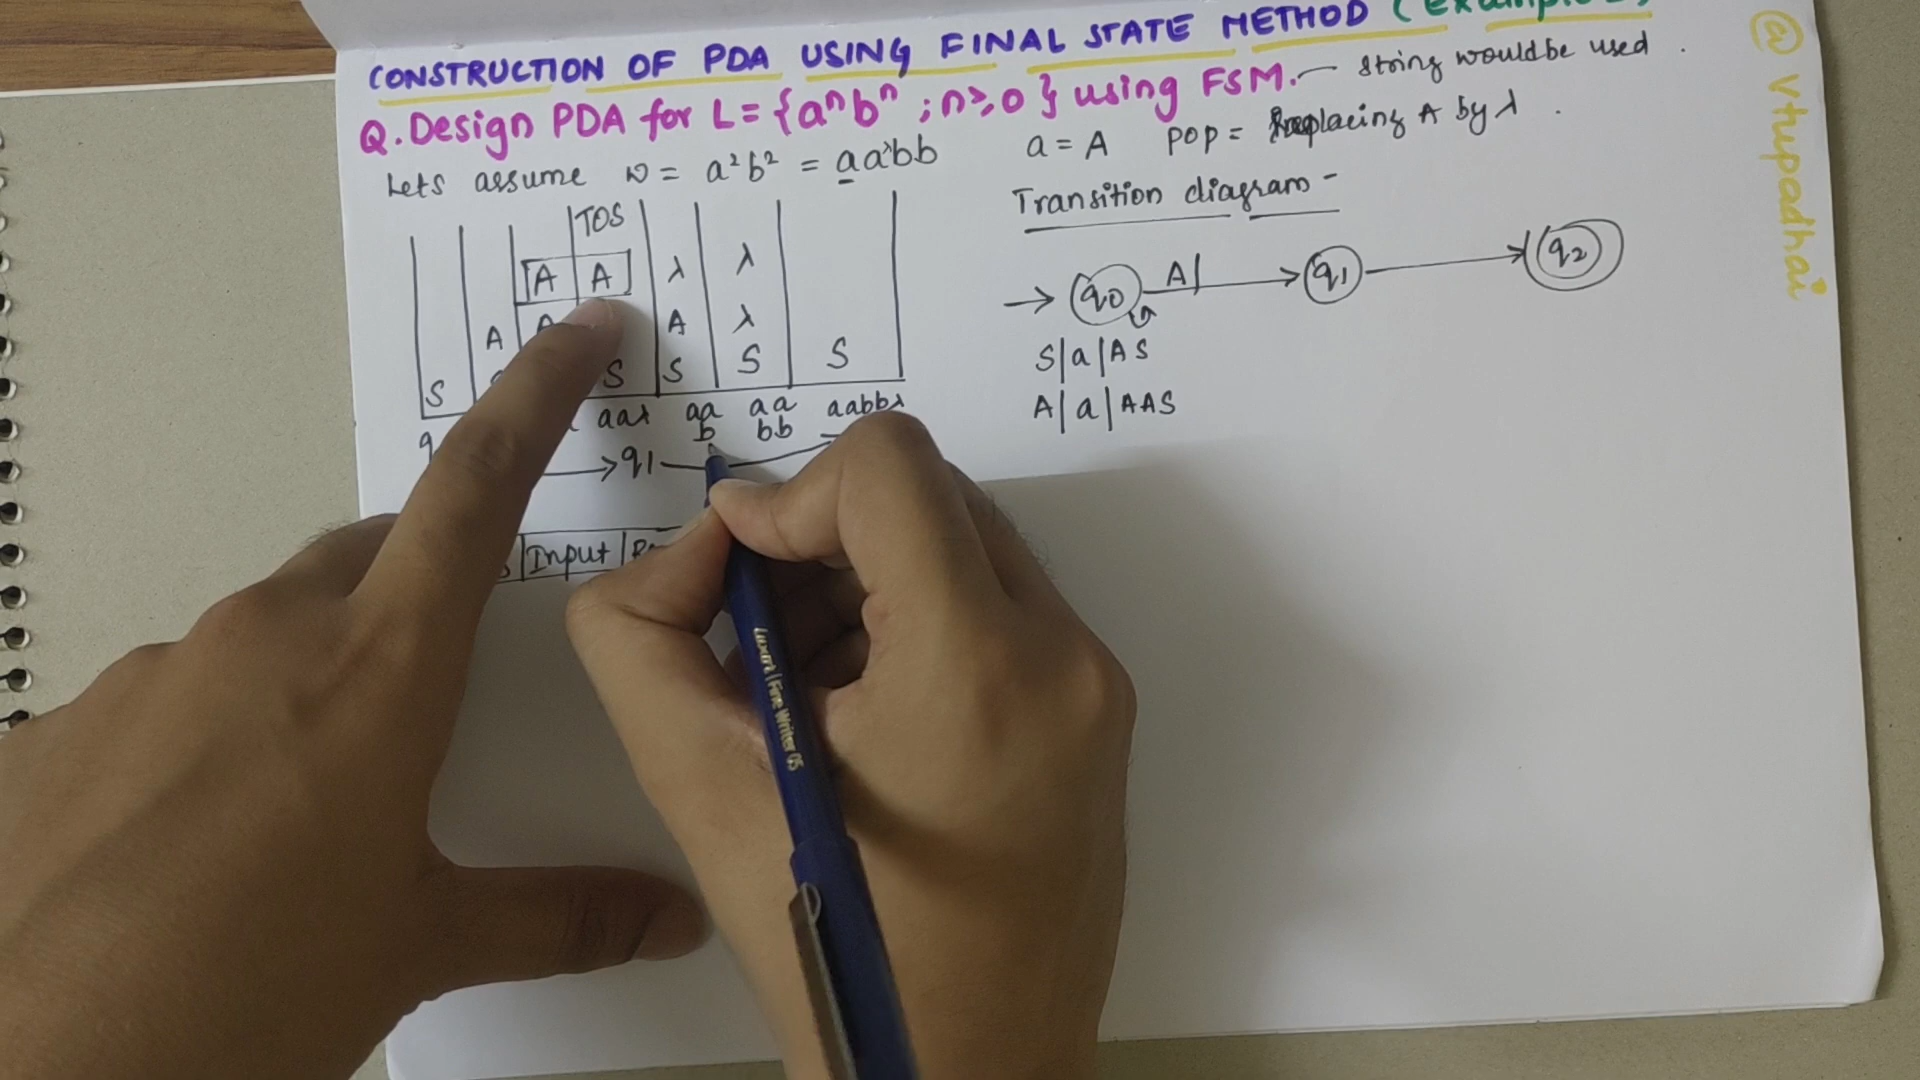 CONSTRUCTION OF PDA USING FINAL STATE METHOD
Q. Design PDA for L = {aⁿbⁿ ; n≥0} using FSM. — string would be used .
Lets assume w = a²b² = aaλbb
a = A POP = Replacing A by λ .
Transition diagram -
TOS
A A λ λ
A A λ
S S S S S
aaλ aa aa aabbλ
b bb
→ q1
Input
→ q0 A| → q1 → q2
S|a|AS
A|a|AAS
@Vtupadhai
Luxor | Fine Writer 05